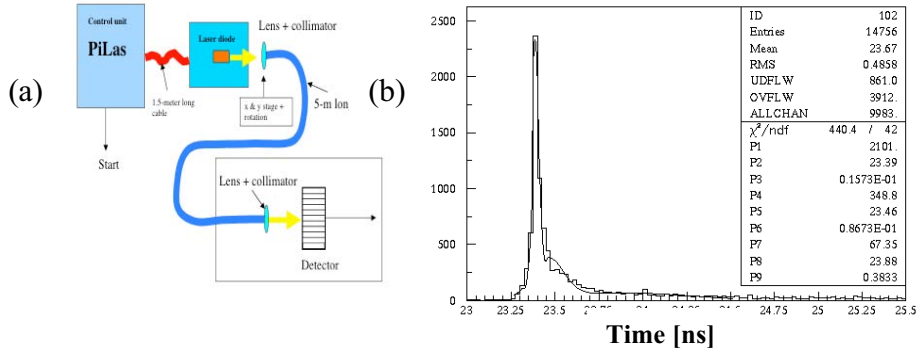 (a)
Control unit
PiLas
Laser diode
Lens + collimator
1.5-meter long
cable
x & y stage +
rotation
5-m lon
Start
Lens + collimator
Detector
(b)
2500
2000
1500
1000
500
0
23
23.25
23.5
24.75
25
25.25
25.5
Time [ns]
ID 102
Entries 14756
Mean 23.67
RMS 0.4858
UDFLW 861.0
OVFLW 3912.
ALLCHAN 9983.
χ²/ndf 440.4 / 42
P1 2101.
P2 23.39
P3 0.1573E-01
P4 348.8
P5 23.46
P6 0.8673E-01
P7 67.35
P8 23.88
P9 0.3833